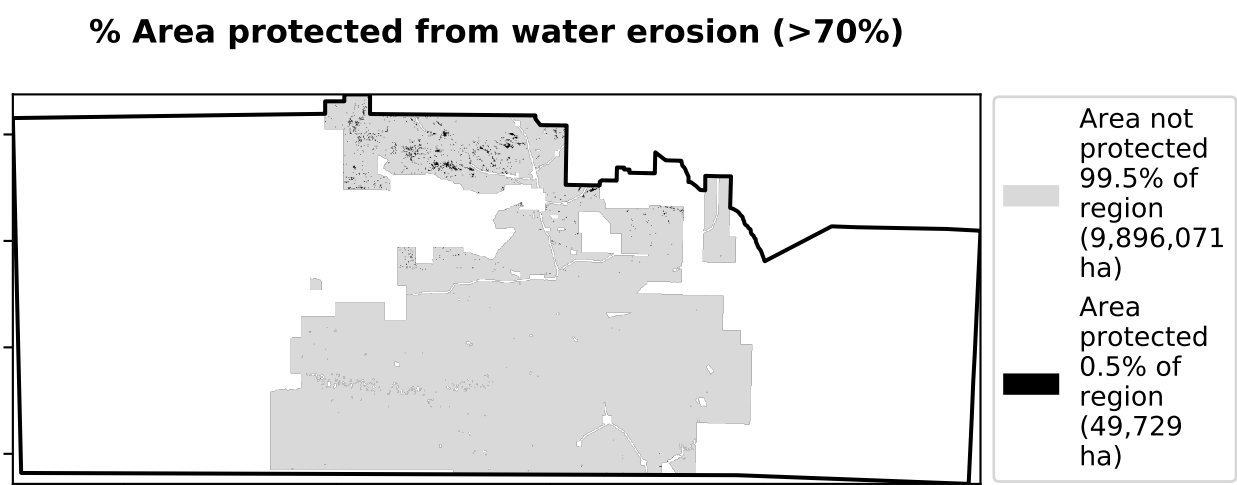 % Area protected from water erosion (>70%)
Area not
protected
99.5% of
region
(9,896,071
ha)
Area
protected
0.5% of
region
(49,729
ha)